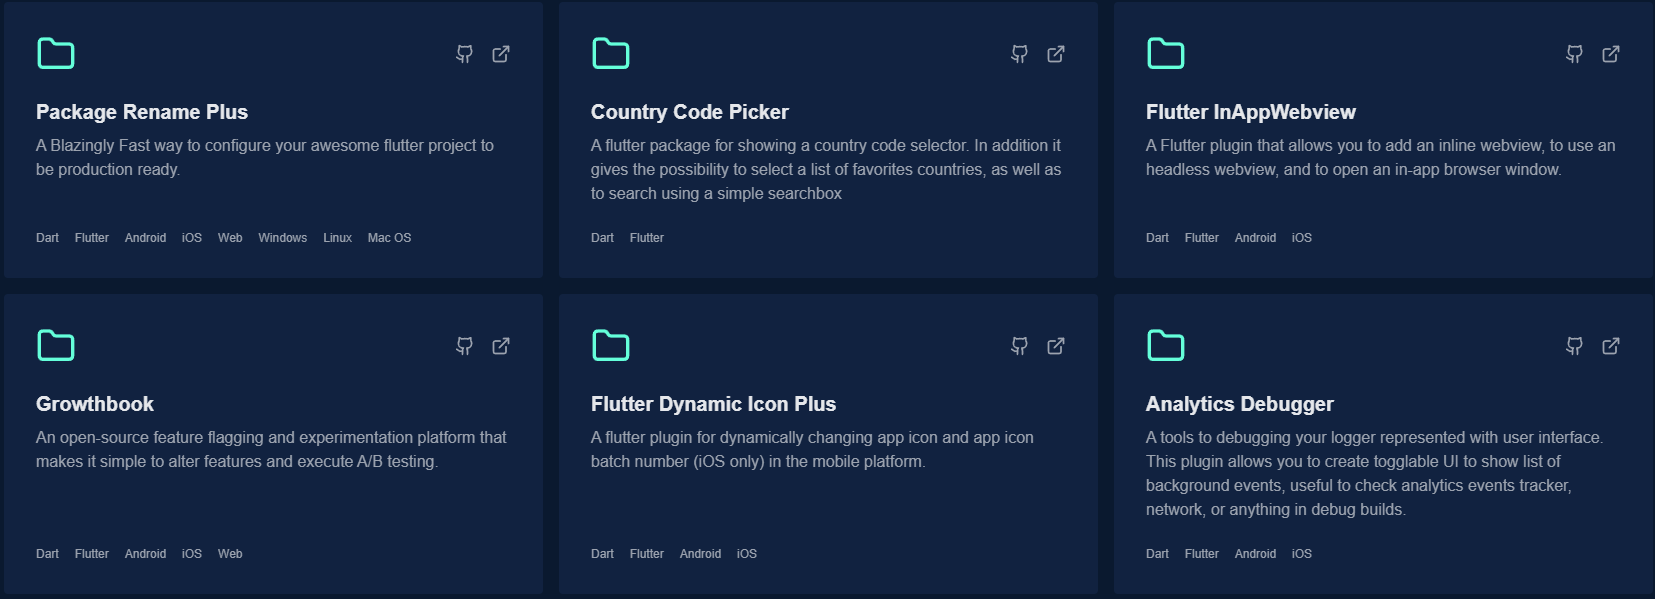 Package Rename Plus
A Blazingly Fast way to configure your awesome flutter project to
be production ready.
Dart Flutter Android iOS Web Windows Linux Mac OS
Country Code Picker
A flutter package for showing a country code selector. In addition it
gives the possibility to select a list of favorites countries, as well as
to search using a simple searchbox
Dart Flutter
Flutter InAppWebview
A Flutter plugin that allows you to add an inline webview, to use an
headless webview, and to open an in-app browser window.
Dart Flutter Android iOS
Growthbook
An open-source feature flagging and experimentation platform that
makes it simple to alter features and execute A/B testing.
Dart Flutter Android iOS Web
Flutter Dynamic Icon Plus
A flutter plugin for dynamically changing app icon and app icon
batch number (iOS only) in the mobile platform.
Dart Flutter Android iOS
Analytics Debugger
A tools to debugging your logger represented with user interface.
This plugin allows you to create togglable UI to show list of
background events, useful to check analytics events tracker,
network, or anything in debug builds.
Dart Flutter Android iOS